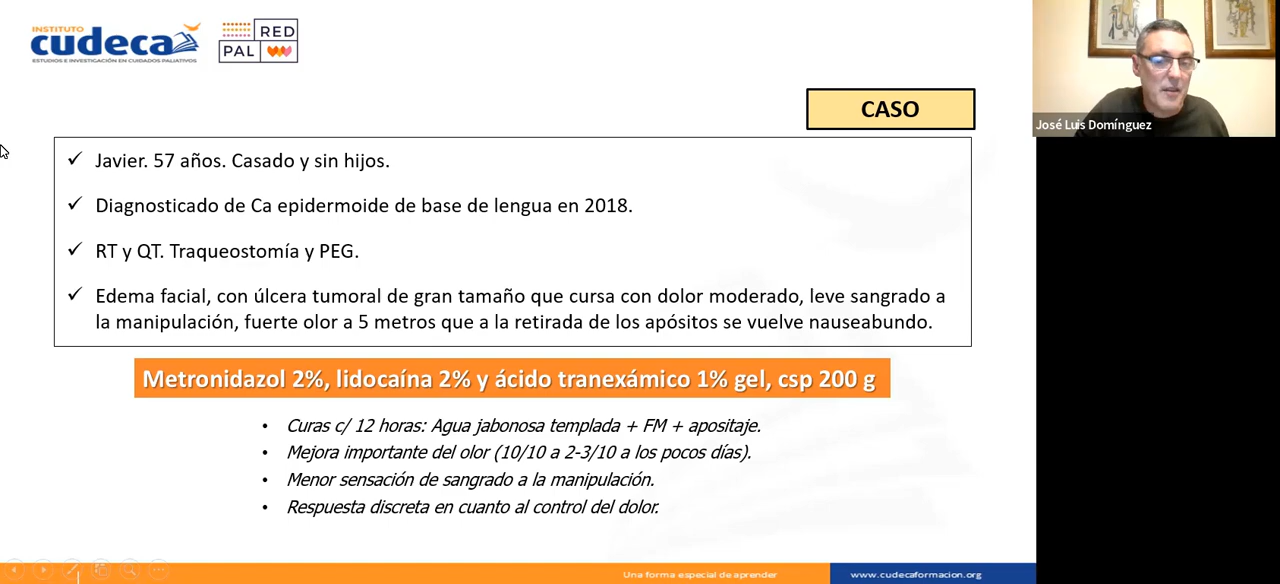 INSTITUTO
cudeca
ESTUDIOS E INVESTIGACIÓN EN CUIDADOS PALIATIVOS
RED
PAL
CASO
José Luis Domínguez
✓ Javier. 57 años. Casado y sin hijos.
✓ Diagnosticado de Ca epidermoide de base de lengua en 2018.
✓ RT y QT. Traqueostomía y PEG.
✓ Edema facial, con úlcera tumoral de gran tamaño que cursa con dolor moderado, leve sangrado a
la manipulación, fuerte olor a 5 metros que a la retirada de los apósitos se vuelve nauseabundo.
Metronidazol 2%, lidocaína 2% y ácido tranexámico 1% gel, csp 200 g
• Curas c/ 12 horas: Agua jabonosa templada + FM + apositaje.
• Mejora importante del olor (10/10 a 2-3/10 a los pocos días).
• Menor sensación de sangrado a la manipulación.
• Respuesta discreta en cuanto al control del dolor.
Una forma especial de aprender
www.cudecaformacion.org